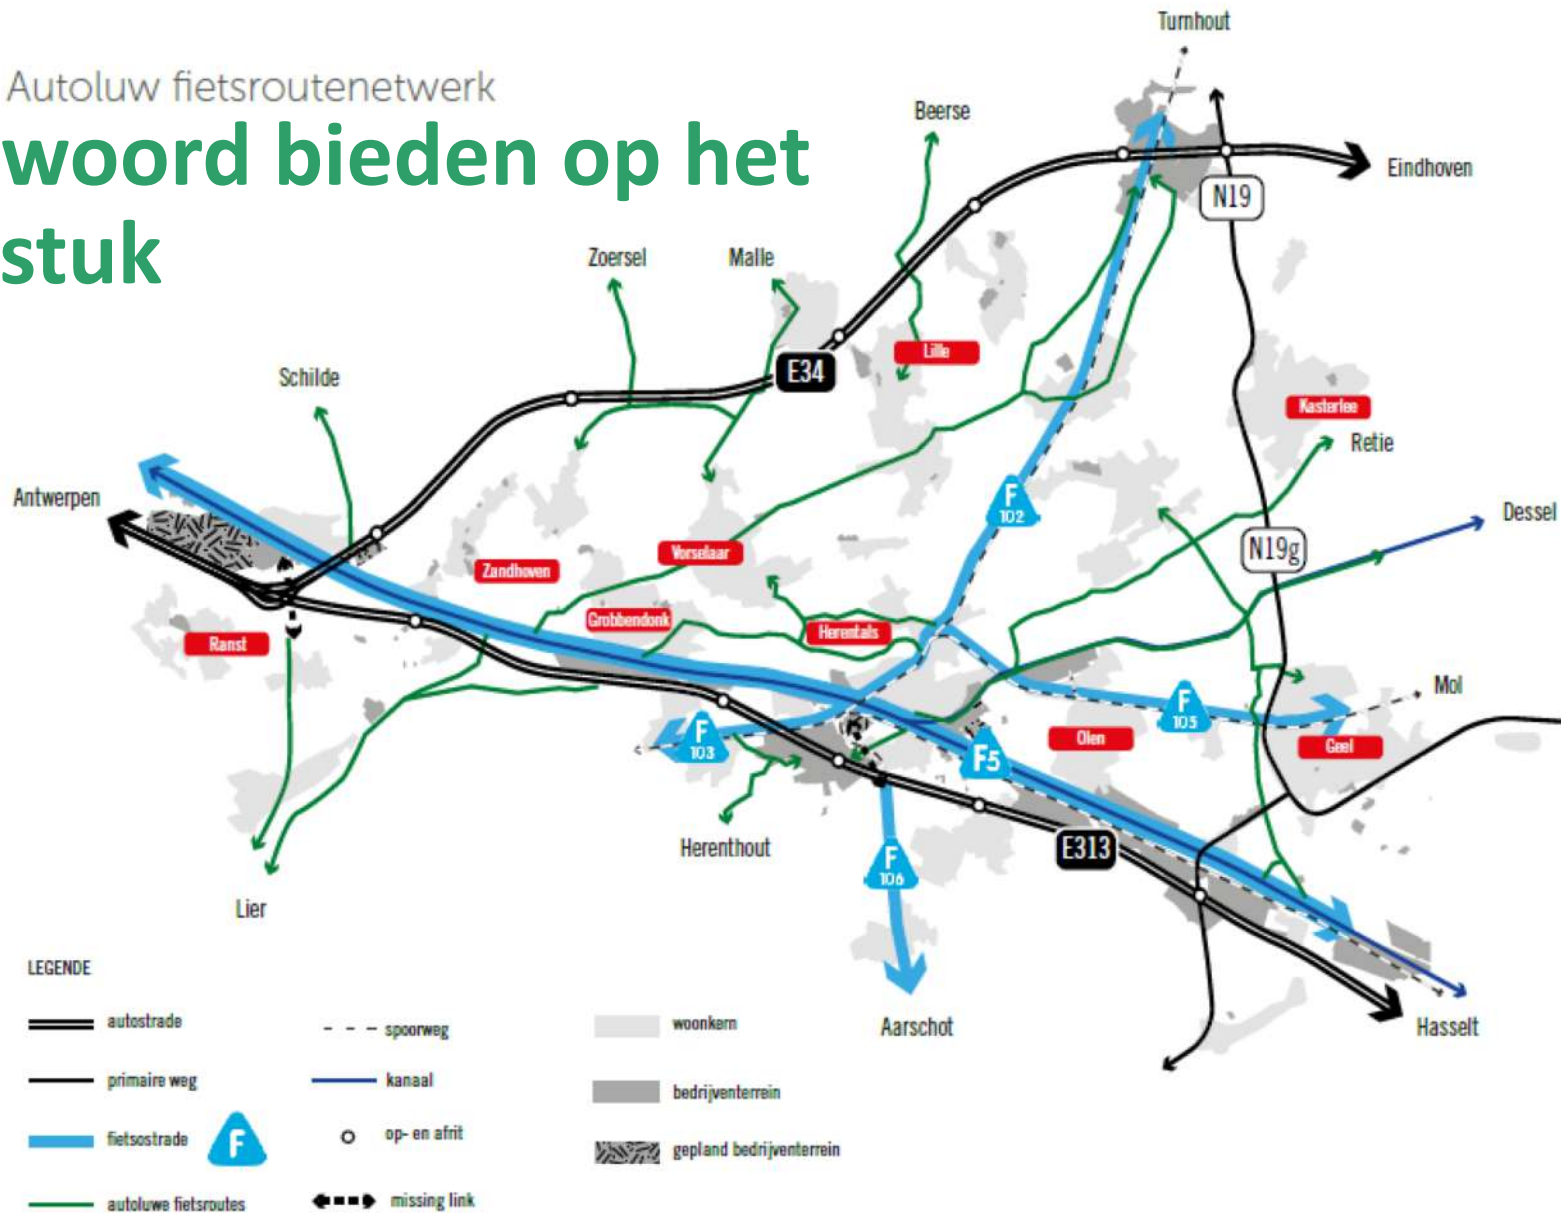 Autoluw fietsroutenetwerk
woord bieden op het
stuk
Turnhout
Beerse
Eindhoven
N19
Zoersel
Malle
Lille
E34
Schilde
Kasterlee
Retie
Antwerpen
F
102
Dessel
N19g
Vorselaar
Zandhoven
Grobbendonk
Herentals
Ranst
Mol
F
105
F
103
Olen
Geel
F5
Herenthout
E313
F
106
Lier
Aarschot
Hasselt
LEGENDE
autostrade
spoorweg
woonkern
primaire weg
kanaal
bedrijventerrein
fietsostrade
F
op- en afrit
gepland bedrijventerrein
autoluwe fietsroutes
missing link